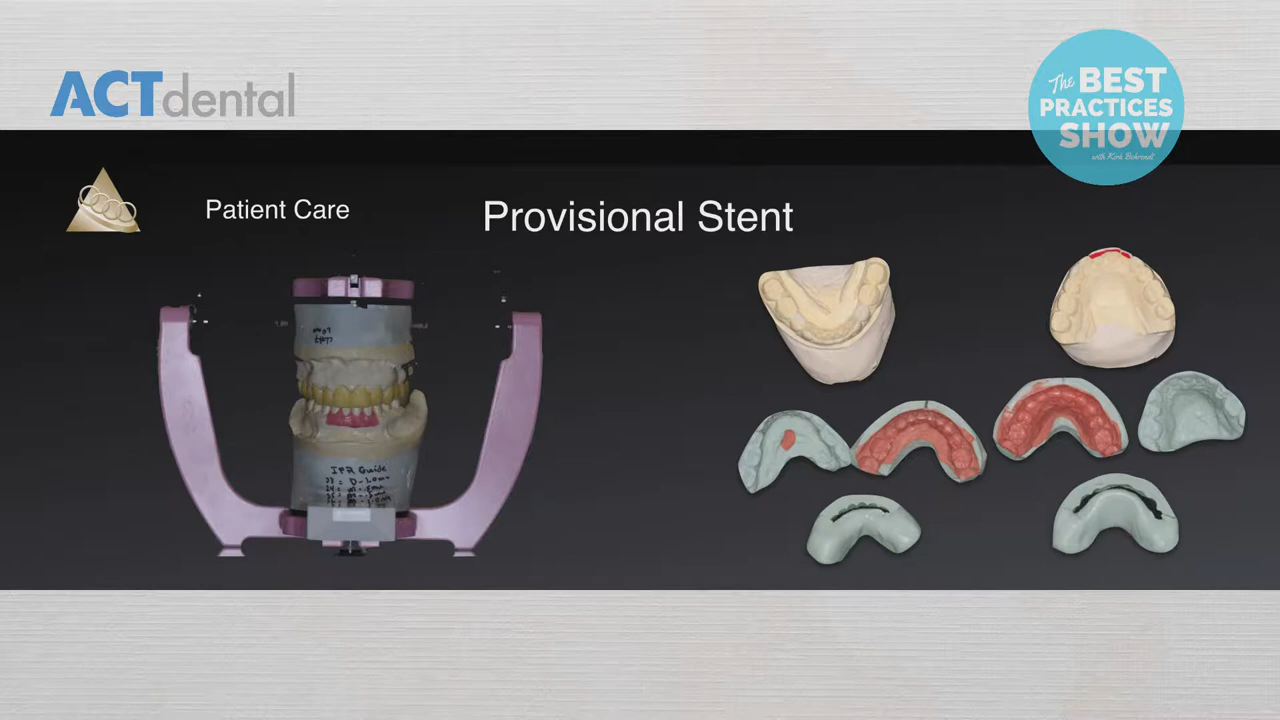 ACTdental
The BEST
PRACTICES
SHOW
Patient Care
Provisional Stent
IPR Guide